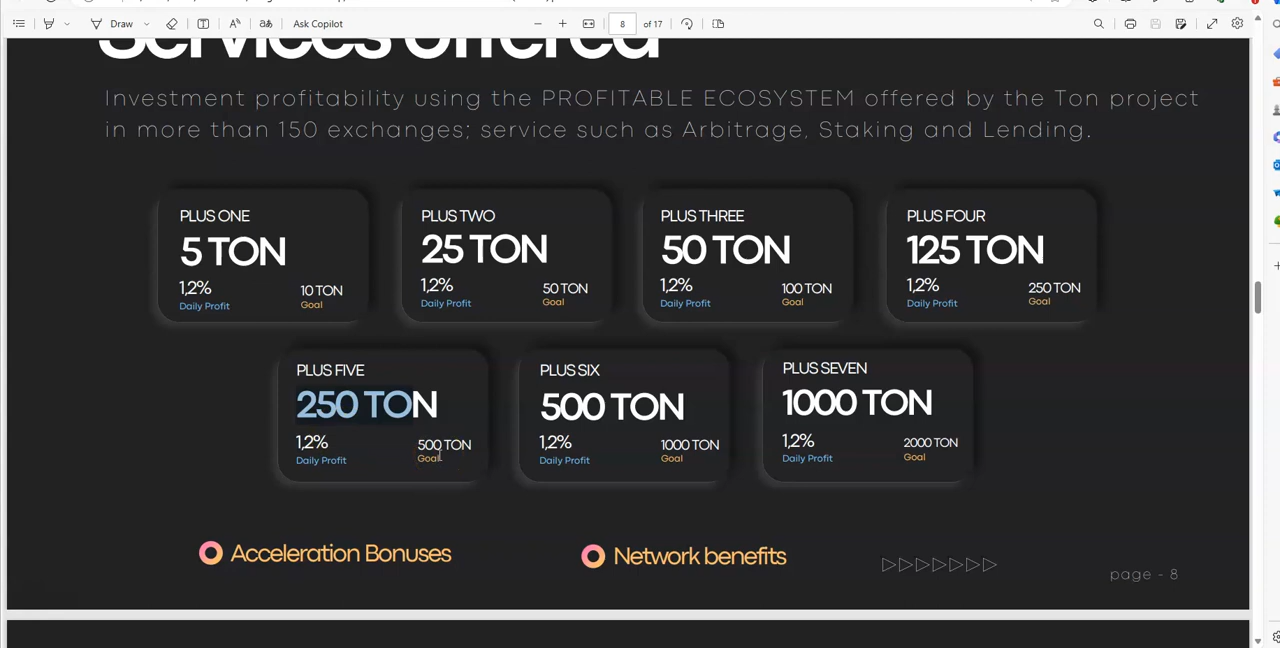 Draw
aあ
Ask Copilot
8 of 17
Services offered
Investment profitability using the PROFITABLE ECOSYSTEM offered by the Ton project
in more than 150 exchanges; service such as Arbitrage, Staking and Lending.
PLUS ONE
5 TON
1,2%
Daily Profit
10 TON
Goal
PLUS TWO
25 TON
1,2%
Daily Profit
50 TON
Goal
PLUS THREE
50 TON
1,2%
Daily Profit
100 TON
Goal
PLUS FOUR
125 TON
1,2%
Daily Profit
250 TON
Goal
PLUS FIVE
250 TON
1,2%
Daily Profit
500 TON
Goal
PLUS SIX
500 TON
1,2%
Daily Profit
1000 TON
Goal
PLUS SEVEN
1000 TON
1,2%
Daily Profit
2000 TON
Goal
Acceleration Bonuses
Network benefits
page - 8